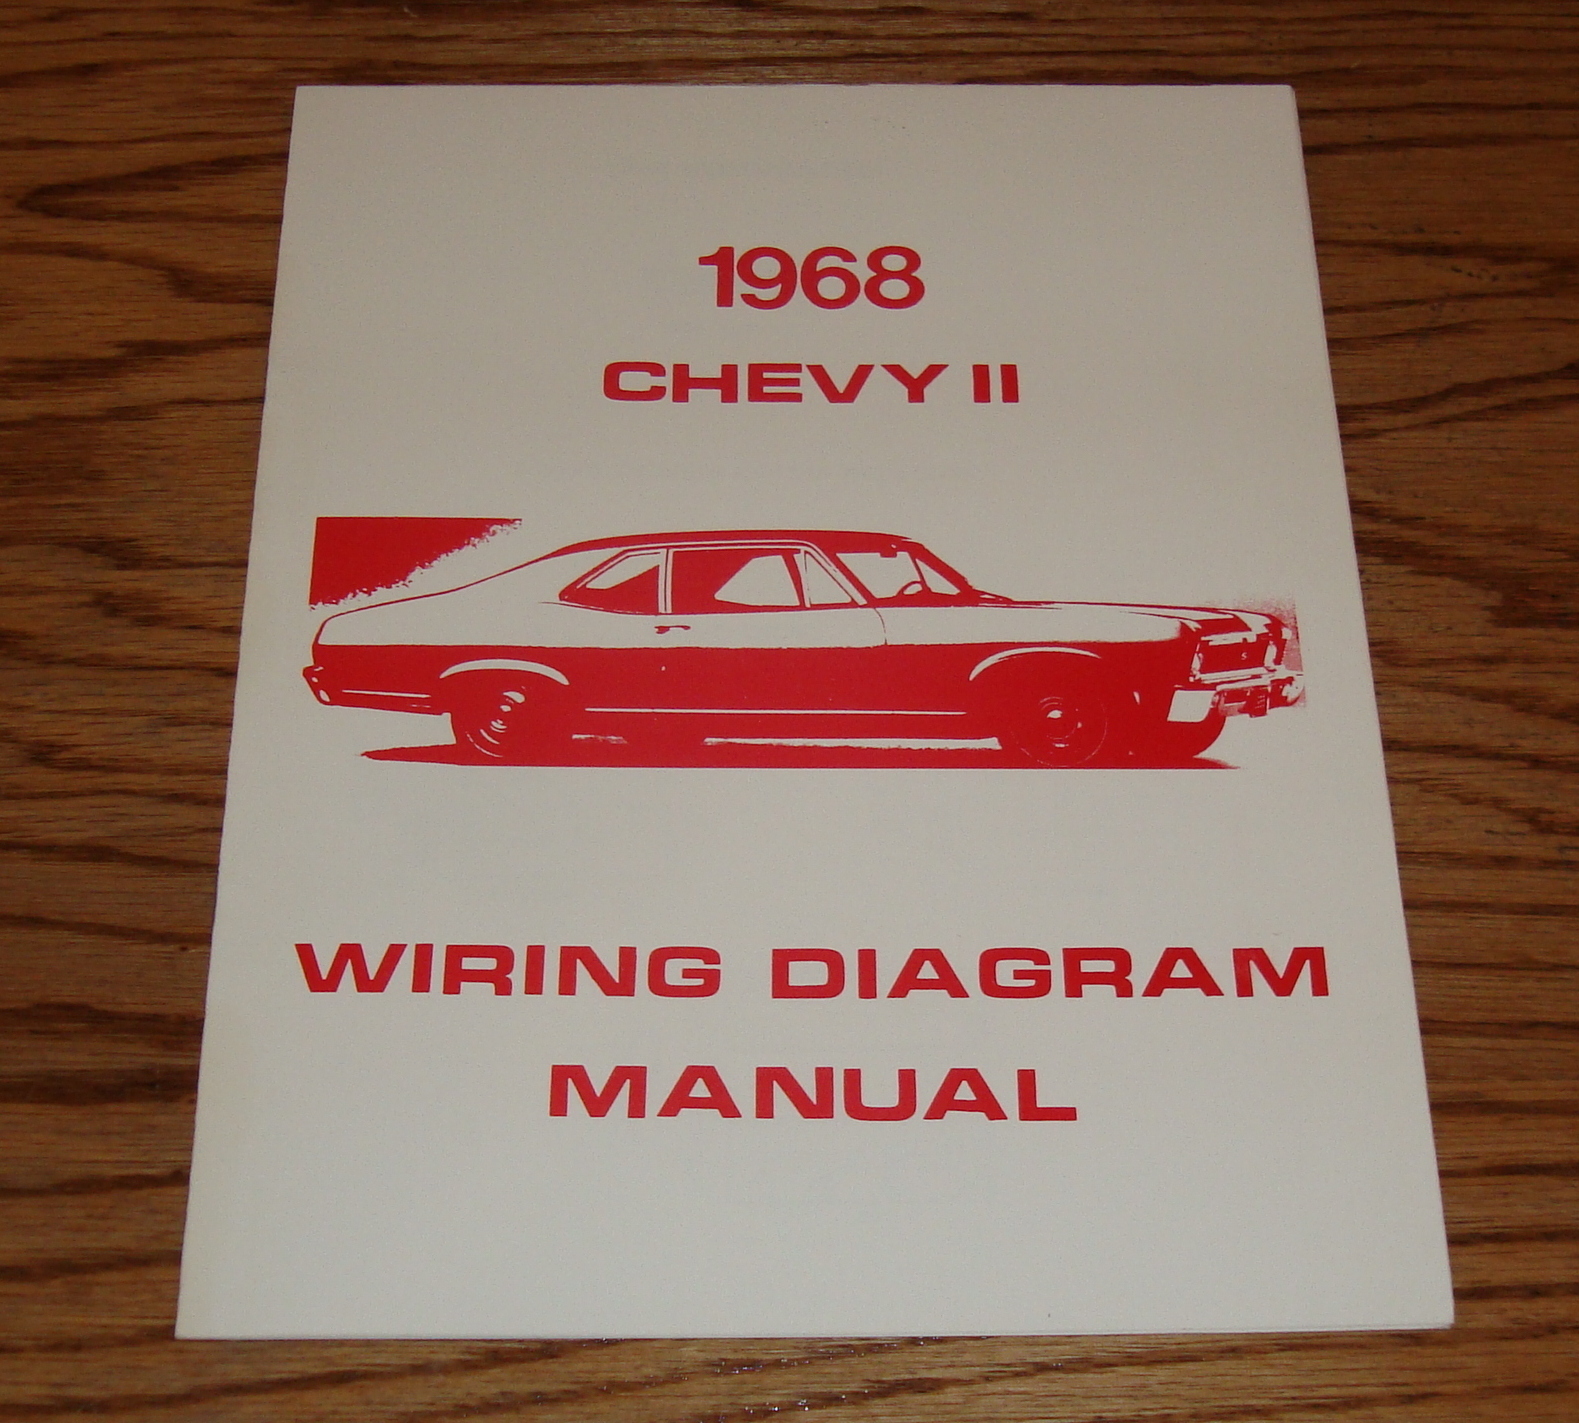 1968
CHEVY II
WIRING DIAGRAM
MANUAL